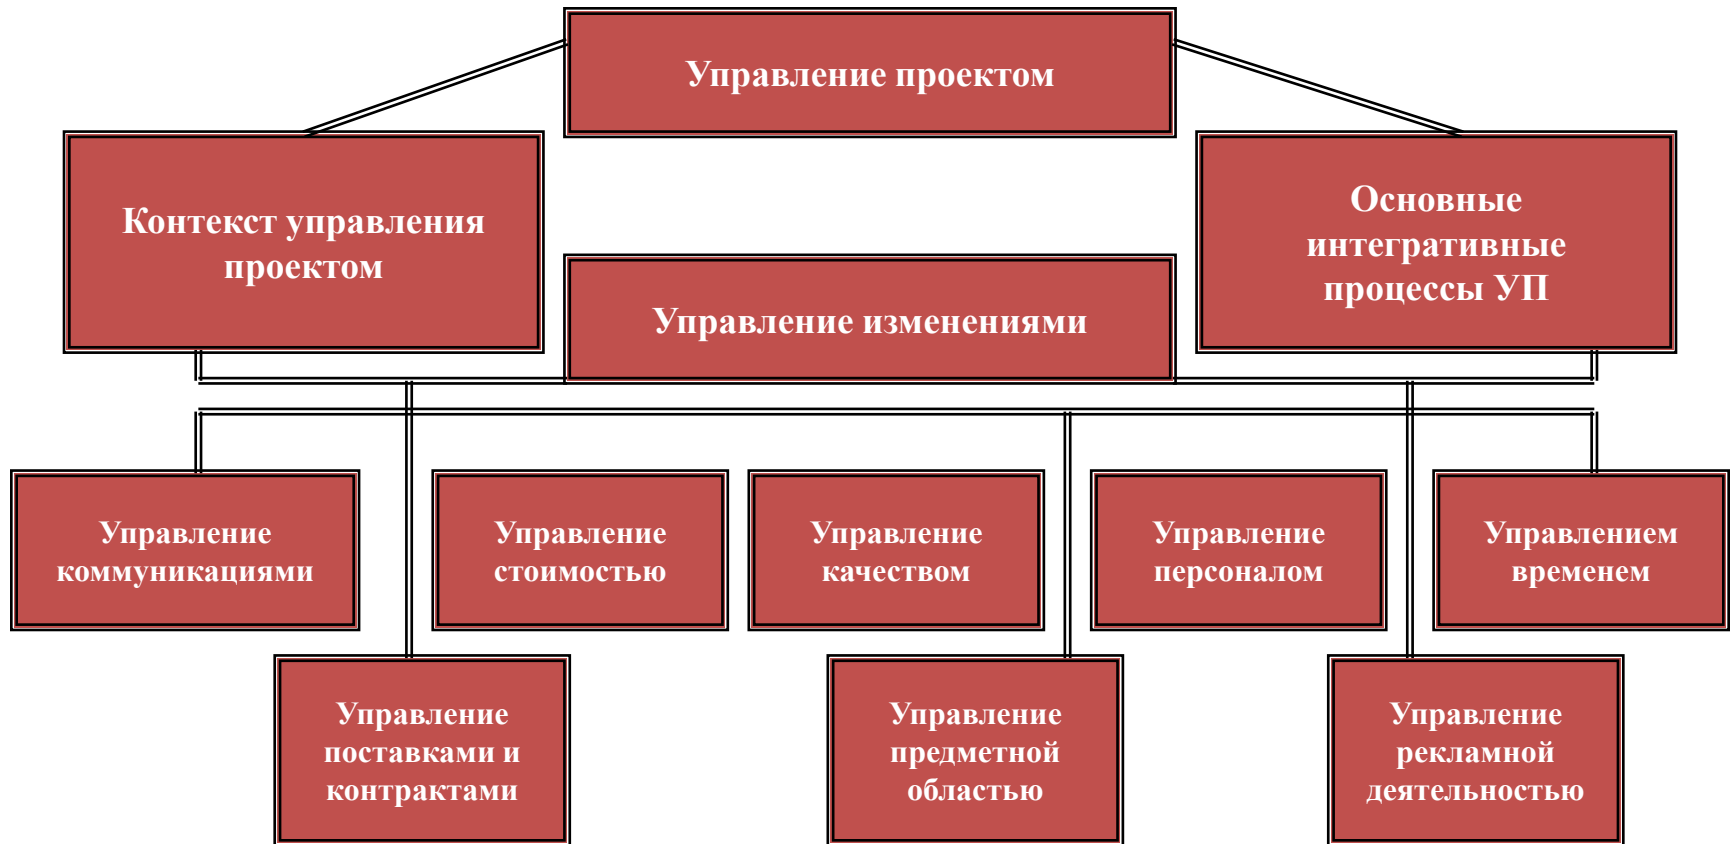 Управление проектом
Контекст управления
проектом
Основные
интегративные
процессы УП
Управление изменениями
Управление
коммуникациями
Управление
стоимостью
Управление
качеством
Управление
персоналом
Управлением
временем
Управление
поставками и
контрактами
Управление
предметной
областью
Управление
рекламной
деятельностью